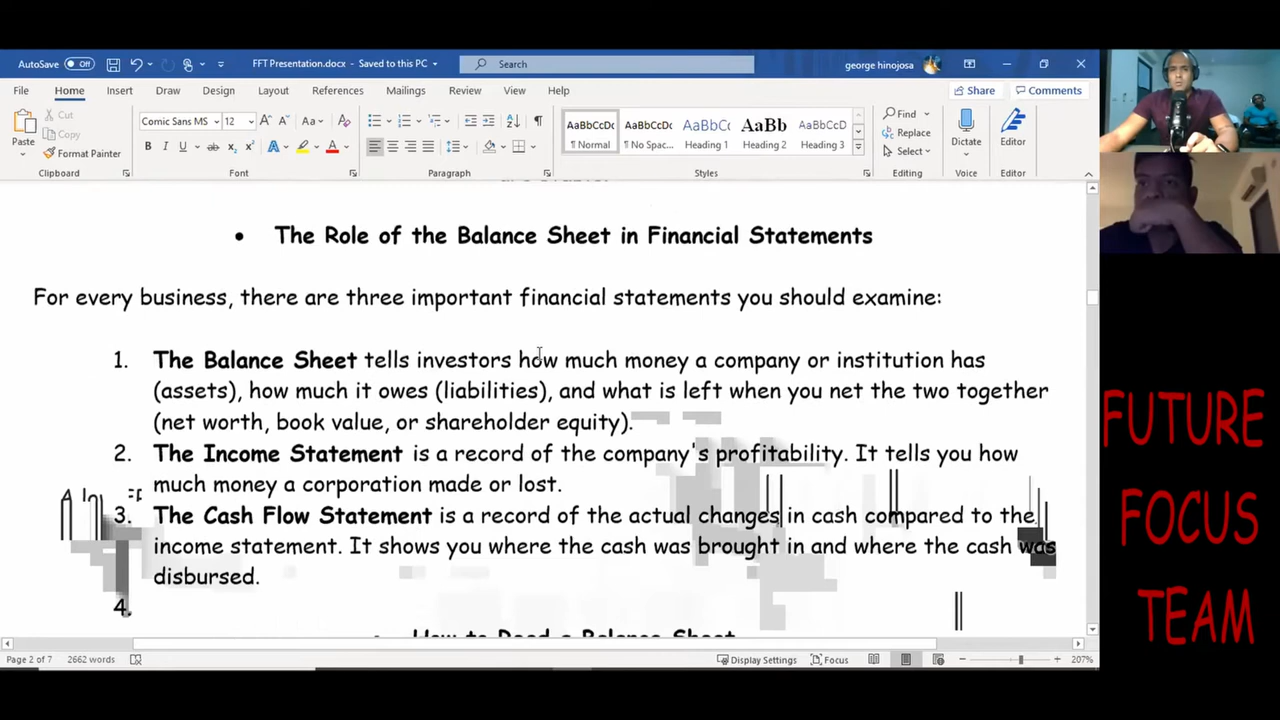 AutoSave Off FFT Presentation.docx - Saved to this PC Search george hinojosa
File Home Insert Draw Design Layout References Mailings Review View Help Share Comments
Paste Cut Copy Format Painter
Clipboard
Comic Sans MS 12
Font
Paragraph
AaBbCcDc AaBbCcDc AaBbCc AaBb AaBbCcD
¶ Normal ¶ No Spac... Heading 1 Heading 2 Heading 3
Styles
Find
Replace
Select
Editing
Dictate
Voice
Editor
Editor
• The Role of the Balance Sheet in Financial Statements
For every business, there are three important financial statements you should examine:
1. The Balance Sheet tells investors how much money a company or institution has
(assets), how much it owes (liabilities), and what is left when you net the two together
(net worth, book value, or shareholder equity).
2. The Income Statement is a record of the company's profitability. It tells you how
much money a corporation made or lost.
3. The Cash Flow Statement is a record of the actual changes in cash compared to the
income statement. It shows you where the cash was brought in and where the cash was
disbursed.
4.
Balance Sheet
Page 2 of 7 2662 words Display Settings Focus 207%
FUTURE
FOCUS
TEAM